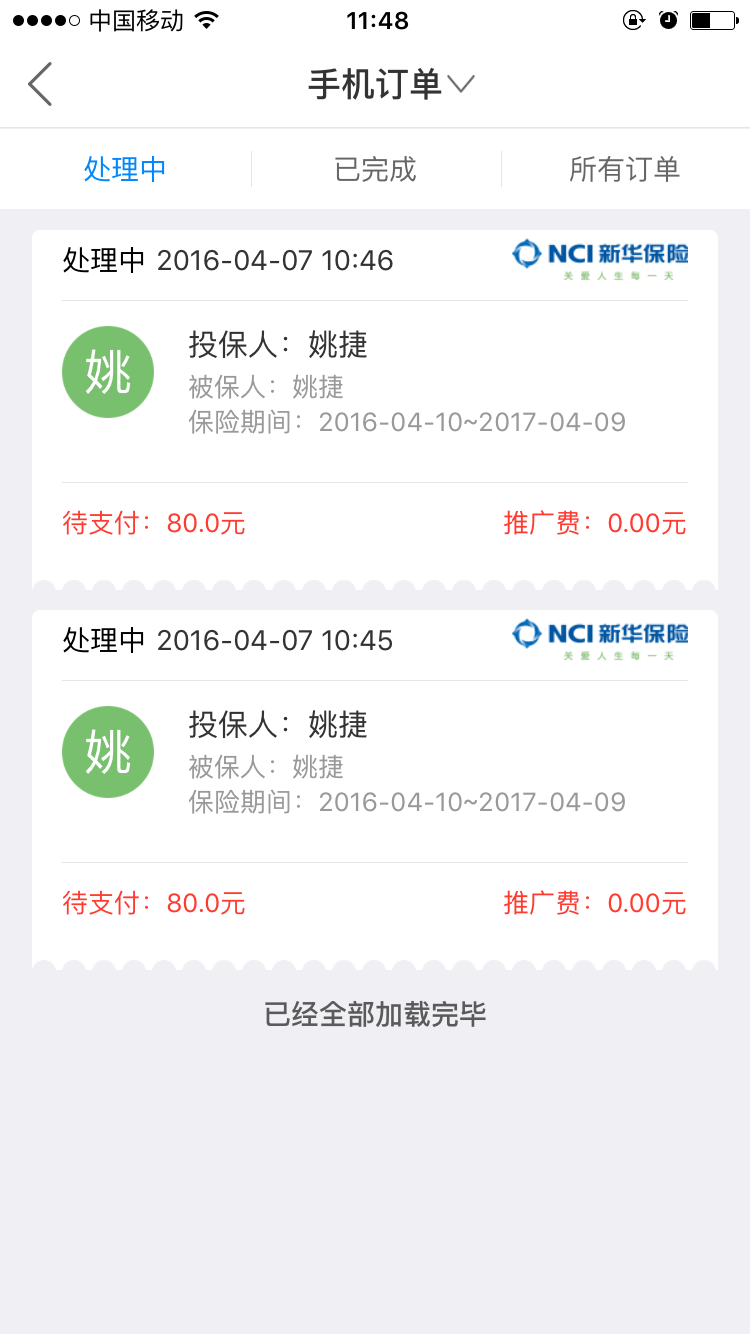 中国移动 11:48
手机订单
处理中 已完成 所有订单
处理中 2016-04-07 10:46 NCI 新华保险
关爱人生每一天
姚
投保人：姚捷
被保人：姚捷
保险期间：2016-04-10~2017-04-09
待支付：80.0元 推广费：0.00元
处理中 2016-04-07 10:45 NCI 新华保险
关爱人生每一天
姚
投保人：姚捷
被保人：姚捷
保险期间：2016-04-10~2017-04-09
待支付：80.0元 推广费：0.00元
已经全部加载完毕